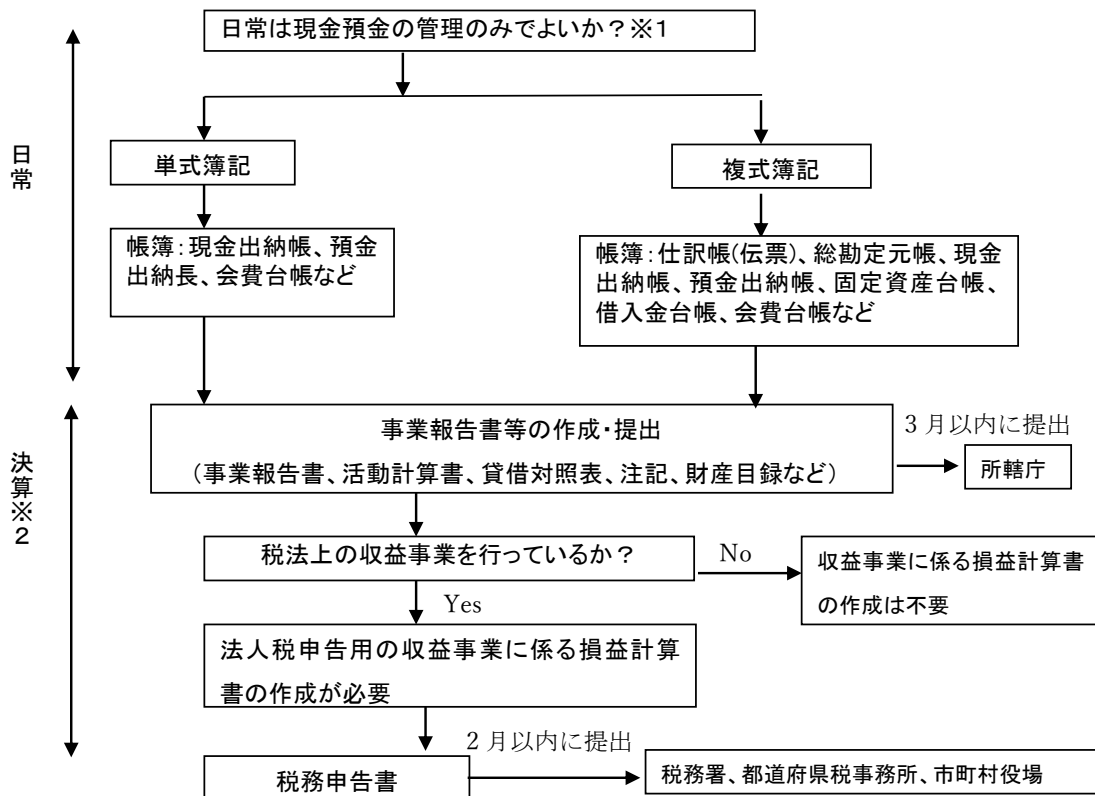 日常は現金預金の管理のみでよいか？※1
日常
単式簿記
複式簿記
帳簿：現金出納帳、預金
出納長、会費台帳など
帳簿：仕訳帳(伝票)、総勘定元帳、現金
出納帳、預金出納帳、固定資産台帳、
借入金台帳、会費台帳など
決算※2
事業報告書等の作成・提出
（事業報告書、活動計算書、貸借対照表、注記、財産目録など）
3月以内に提出
所轄庁
税法上の収益事業を行っているか？
No
収益事業に係る損益計算書
の作成は不要
Yes
法人税申告用の収益事業に係る損益計算
書の作成が必要
2月以内に提出
税務申告書
税務署、都道府県税事務所、市町村役場